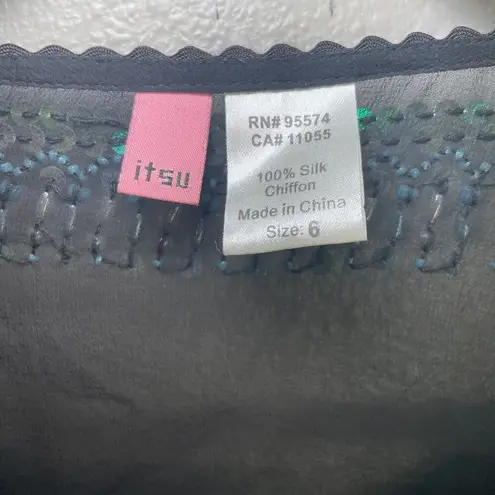 itsu
RN# 95574
CA# 11055
100% Silk
Chiffon
Made in China
Size: 6